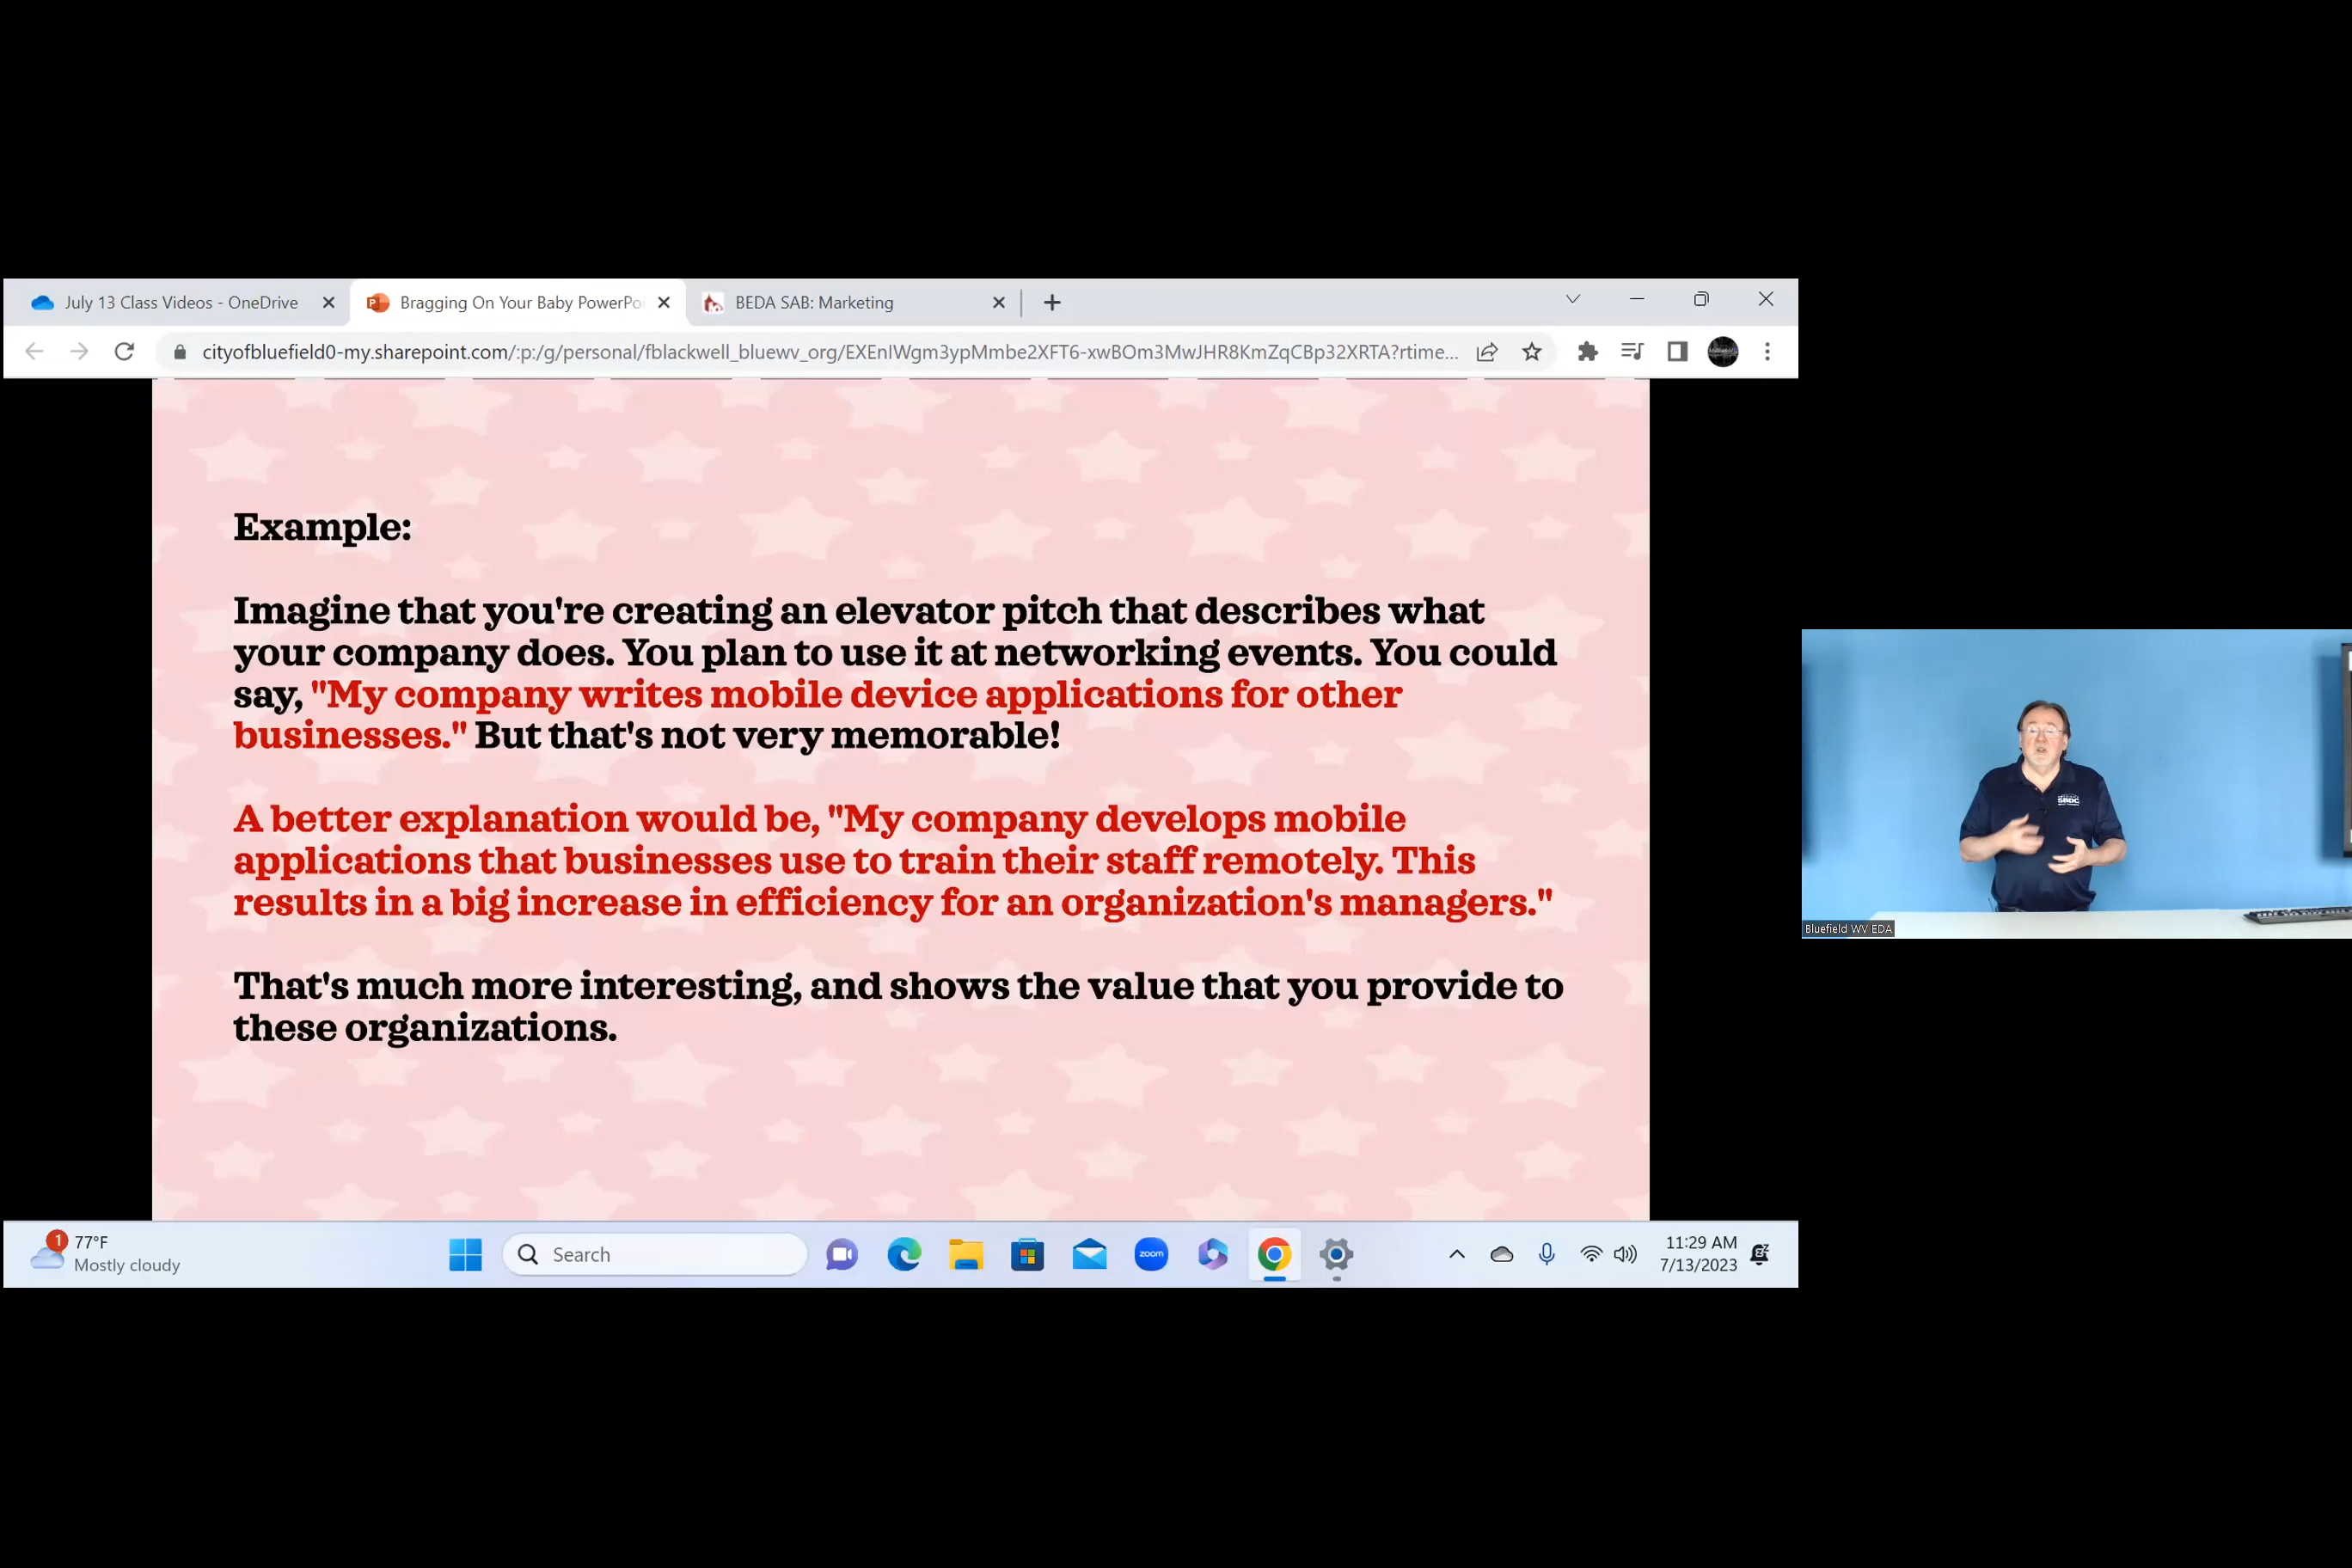 July 13 Class Videos - OneDrive
Bragging On Your Baby PowerPo
BEDA SAB: Marketing
cityofbluefield0-my.sharepoint.com/:p:/g/personal/fblackwell_bluewv_org/EXEnIWgm3ypMmbe2XFT6-xwBOm3MwJHR8KmZqCBp32XRTA?rtime...
Example:
Imagine that you're creating an elevator pitch that describes what
your company does. You plan to use it at networking events. You could
say, "My company writes mobile device applications for other
businesses." But that's not very memorable!
A better explanation would be, "My company develops mobile
applications that businesses use to train their staff remotely. This
results in a big increase in efficiency for an organization's managers."
That's much more interesting, and shows the value that you provide to
these organizations.
SBDC
Bluefield WV EDA
1
77°F
Mostly cloudy
Search
zoom
11:29 AM
7/13/2023